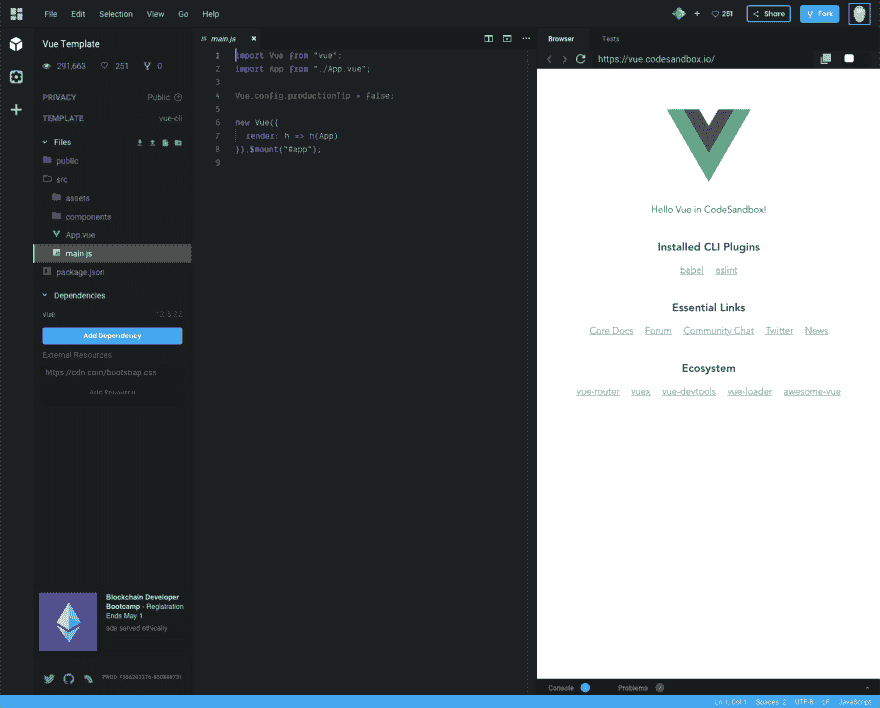 File Edit Selection View Go Help
251 Share Fork
Vue Template
291,663 251 0
PRIVACY Public
TEMPLATE vue-cli
Files
public
src
assets
components
App.vue
main.js
package.json
Dependencies
vue
Add Dependency
External Resources
https://cdn.com/bootstrap.css
Add Resource
Blockchain Developer
Bootcamp - Registration
Ends May 1
ads served ethically
JS main.js
1 import Vue from "vue";
2 import App from "./App.vue";
3
4 Vue.config.productionTip = false;
5
6 new Vue({
7 render: h => h(App)
8 }).$mount("#app");
9
Browser Tests
https://vue.codesandbox.io/
Hello Vue in CodeSandbox!
Installed CLI Plugins
babel eslint
Essential Links
Core Docs Forum Community Chat Twitter News
Ecosystem
vue-router vuex vue-devtools vue-loader awesome-vue
Console Problems
Ln 1, Col 1 Spaces: 2 UTF-8 LF JavaScript